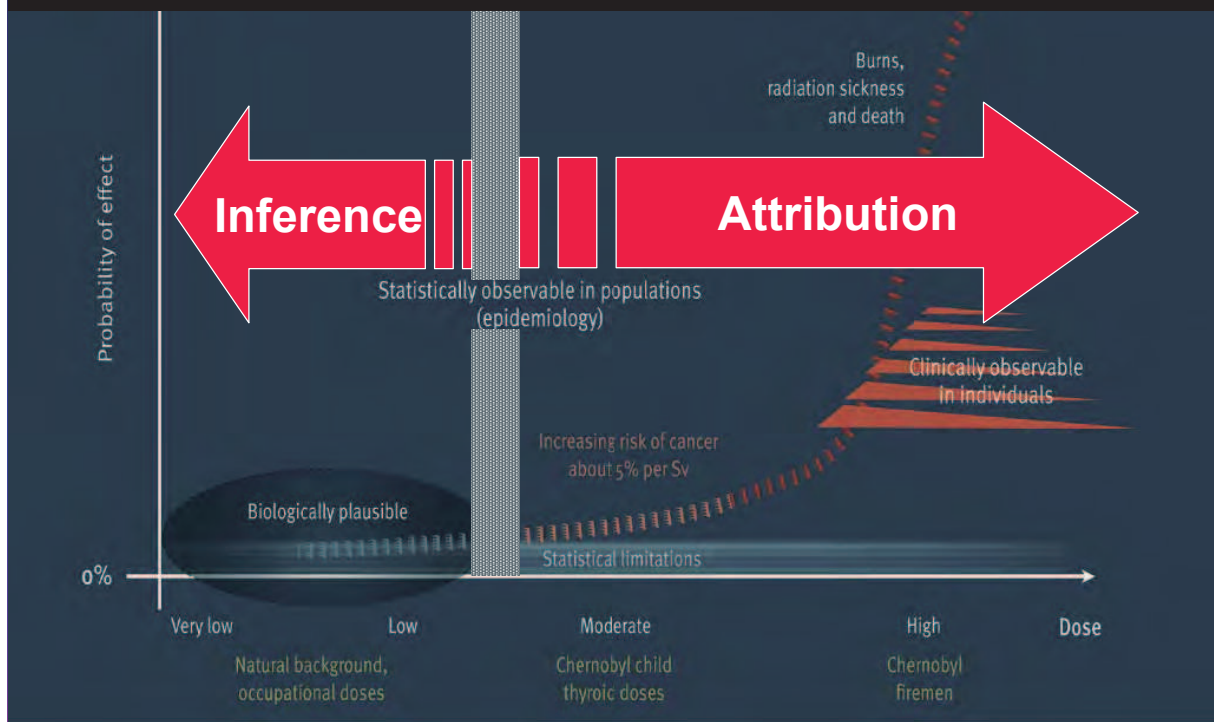 Burns,
radiation sickness
and death
Probability of effect
Inference
Attribution
Statistically observable in populations
(epidemiology)
Clinically observable
in individuals
Increasing risk of cancer
about 5% per Sv
Biologically plausible
Statistical limitations
0%
Very low
Low
Moderate
High
Dose
Natural background,
occupational doses
Chernobyl child
thyroic doses
Chernobyl
firemen